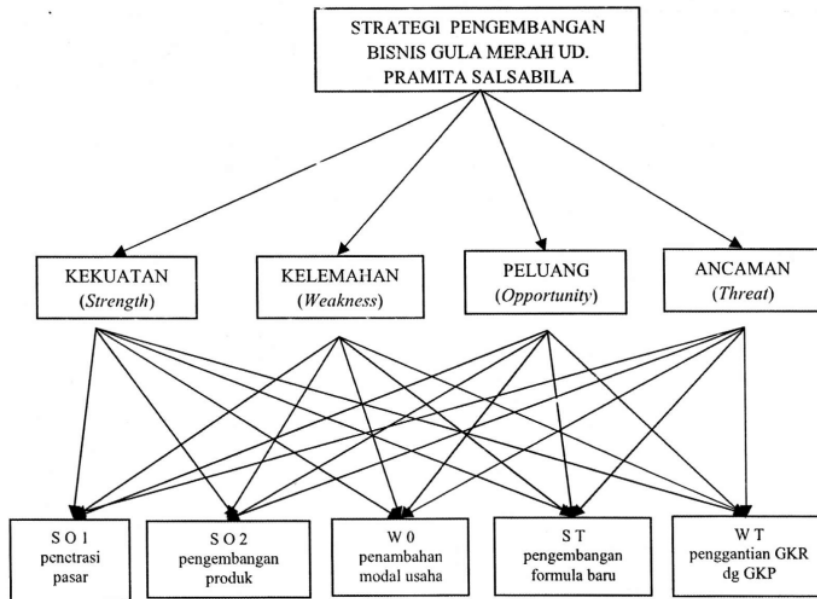 STRATEGI PENGEMBANGAN
BISNIS GULA MERAH UD.
PRAMITA SALSABILA
KEKUATAN
(Strength)
KELEMAHAN
(Weakness)
PELUANG
(Opportunity)
ANCAMAN
(Threat)
S O 1
penetrasi
pasar
S O 2
pengembangan
produk
W 0
penambahan
modal usaha
S T
pengembangan
formula baru
W T
penggantian GKR
dg GKP